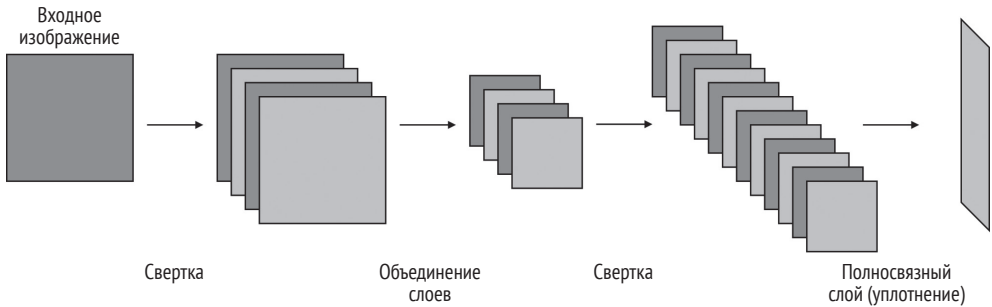 Входное
изображение
Свертка
Объединение
слоев
Свертка
Полносвязный
слой (уплотнение)